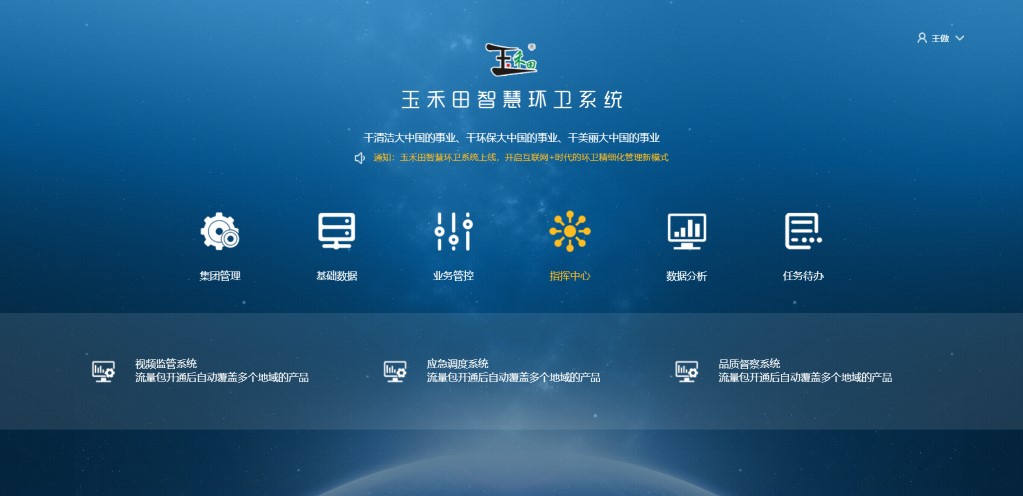 王傲
玉禾田
玉禾田智慧环卫系统
干清洁大中国的事业、干环保大中国的事业、干美丽大中国的事业
通知：玉禾田智慧环卫系统上线，开启互联网+时代的环卫精细化管理新模式
集团管理
基础数据
业务管控
指挥中心
数据分析
任务待办
视频监管系统
流量包开通后自动覆盖多个地域的产品
应急调度系统
流量包开通后自动覆盖多个地域的产品
品质督察系统
流量包开通后自动覆盖多个地域的产品